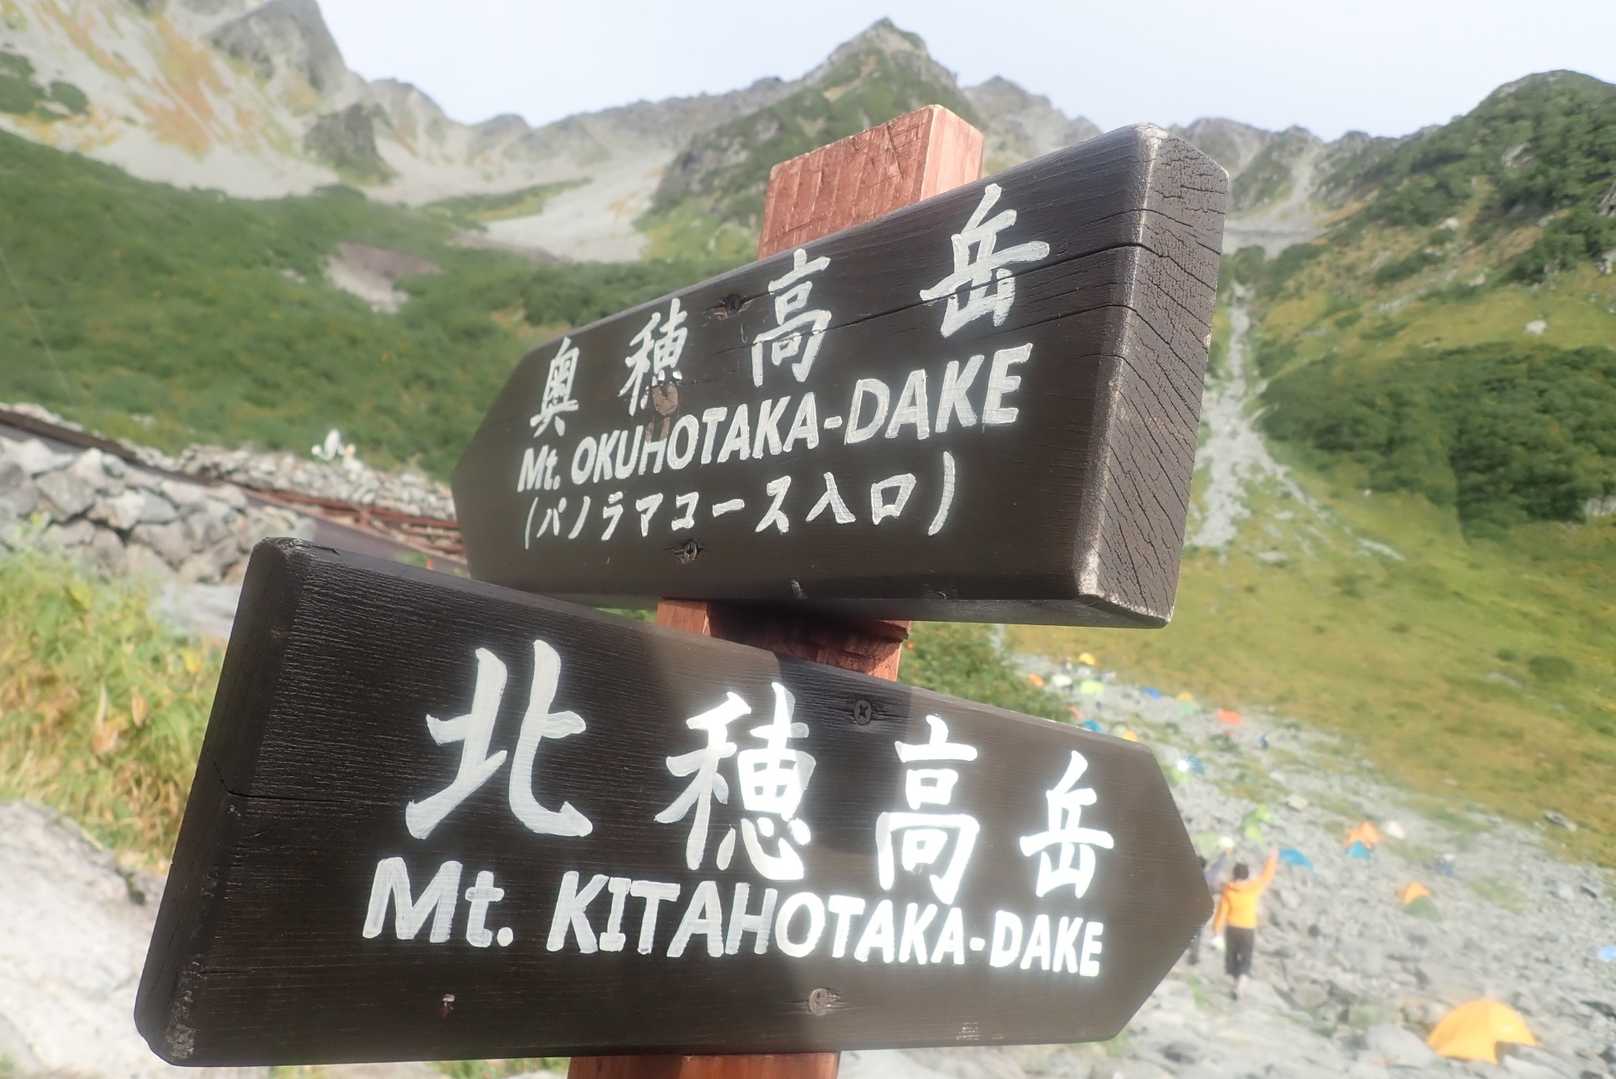 奥穂高岳
Mt. OKUHOTAKA-DAKE
(パノラマコース入口)
北穂高岳
Mt. KITAHOTAKA-DAKE